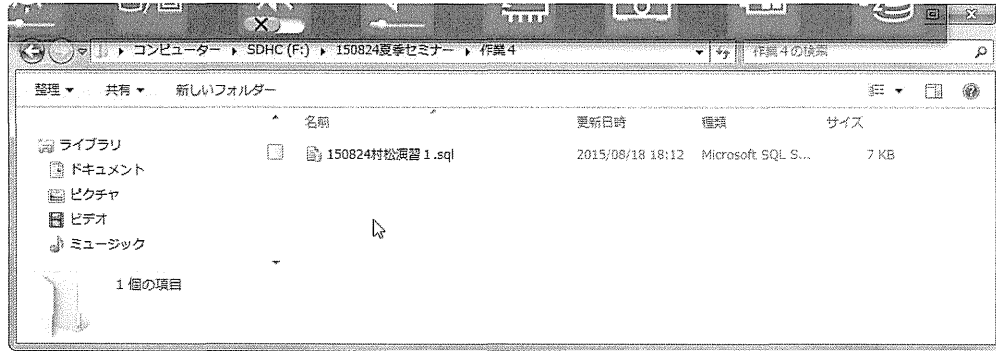 コンピューター ▸ SDHC (F:) ▸ 150824夏季セミナー ▸ 作業4
作業4の検索
整理 共有 新しいフォルダー
名前 更新日時 種類 サイズ
ライブラリ
150824村松演習1.sql 2015/08/18 18:12 Microsoft SQL S... 7 KB
ドキュメント
ピクチャ
ビデオ
ミュージック
1 個の項目